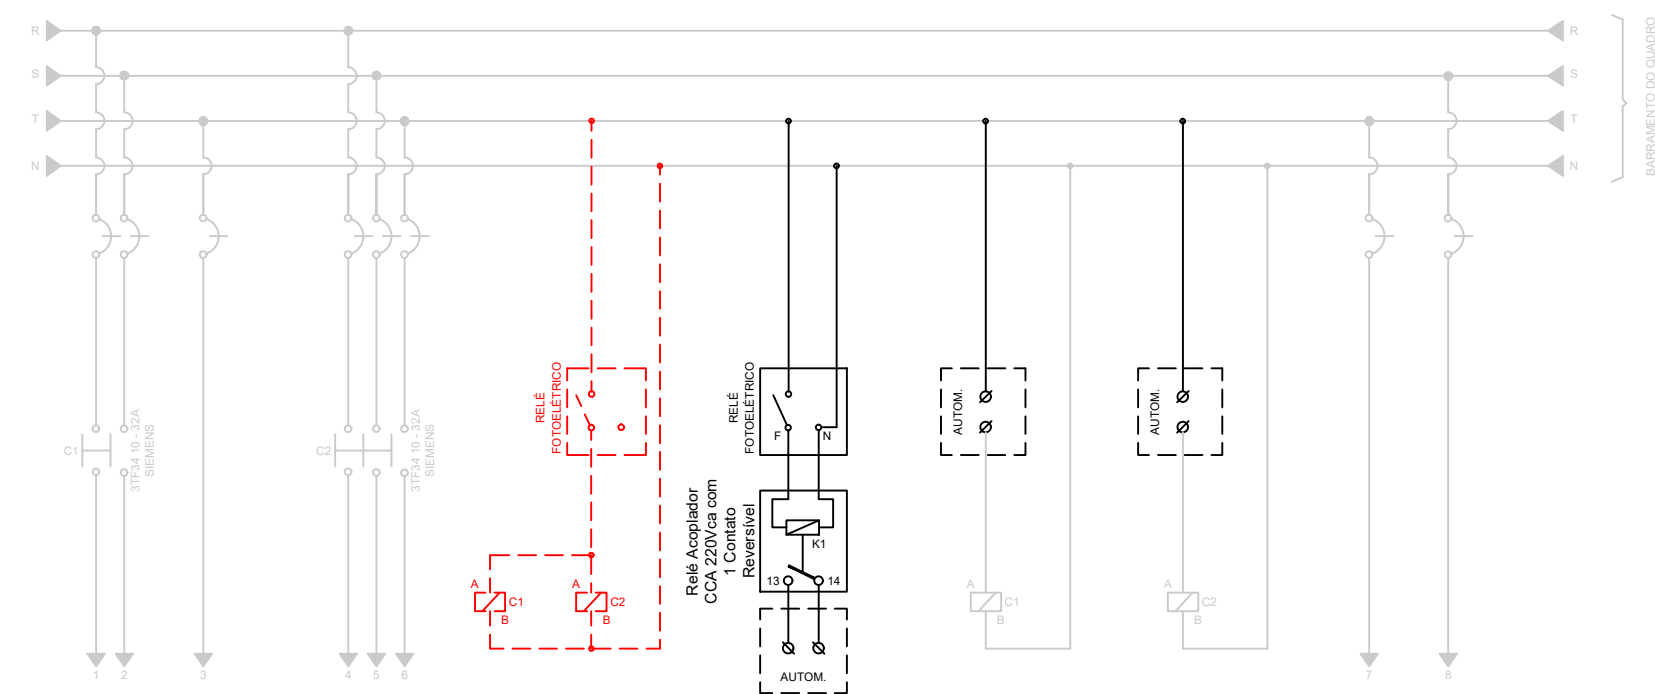 R
R
S
S
T
T
N
N
BARRAMENTO DO QUADRO
RELÉ
FOTOELÉTRICO
RELÉ
FOTOELÉTRICO
F
N
AUTOM.
AUTOM.
C1
3TF34 10 - 32A
SIEMENS
C2
3TF34 10 - 32A
SIEMENS
Relé Acoplador
CCA 220Vca com
1 Contato
Reversível
K1
13
14
A
C1
B
A
C2
B
A
C1
B
A
C2
B
AUTOM.
1
2
3
4
5
6
7
8